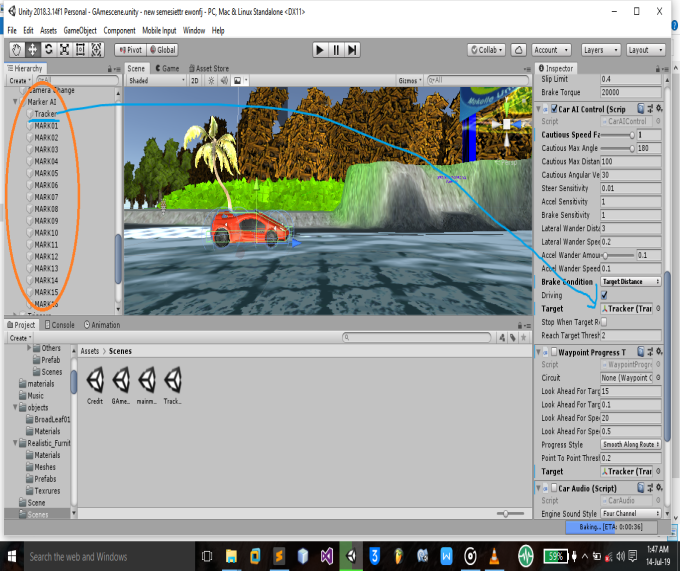 Unity 2018.3.14f1 Personal - GAmescene.unity - new semesiettr ewonfj - PC, Mac & Linux Standalone <DX11>
File Edit Assets GameObject Component Mobile Input Window Help
Pivot Global Collab Account Layers Layout
Hierarchy
Create
All
Camera Change
Marker AI
Tracker
MARK01
MARK02
MARK03
MARK04
MARK05
MARK06
MARK07
MARK08
MARK09
MARK10
MARK11
MARK12
MARK13
MARK14
MARK15
MARK16
Scene Game Asset Store
Shaded 2D Gizmos All
Inspector
Slip Limit 0.4
Brake Torque 20000
Car AI Control (Scrip
Script CarAIControl
Cautious Speed Fa 1
Cautious Max Angle 180
Cautious Max Distan 100
Cautious Angular Ve 30
Steer Sensitivity 0.01
Accel Sensitivity 1
Brake Sensitivity 1
Lateral Wander Dista 3
Lateral Wander Speed 0.2
Accel Wander Amoun 0.1
Accel Wander Speed 0.1
Brake Condition Target Distance
Driving
Target Tracker (Tran
Stop When Target R
Reach Target Thresh 2
Waypoint Progress T
Script WaypointProgre
Circuit None (Waypoint C
Look Ahead For Targ 15
Look Ahead For Targ 0.1
Look Ahead For Spe 20
Look Ahead For Spe 0.5
Progress Style Smooth Along Route
Point To Point Thresh 0.2
Target Tracker (Tran
Car Audio (Script)
Script CarAudio
Engine Sound Style Four Channel
Baking... [ETA: 0:00:36]
Project Console Animation
Create
Others
Prefab
Scenes
materials
Music
objects
BroadLeaf01
Materials
Realistic_Furnit
Materials
Meshes
Prefabs
Texrures
Scene
Scenes
Assets Scenes
Credit GAme... mainm... Track...
Search the web and Windows
59%
1:47 AM
14-Jul-19